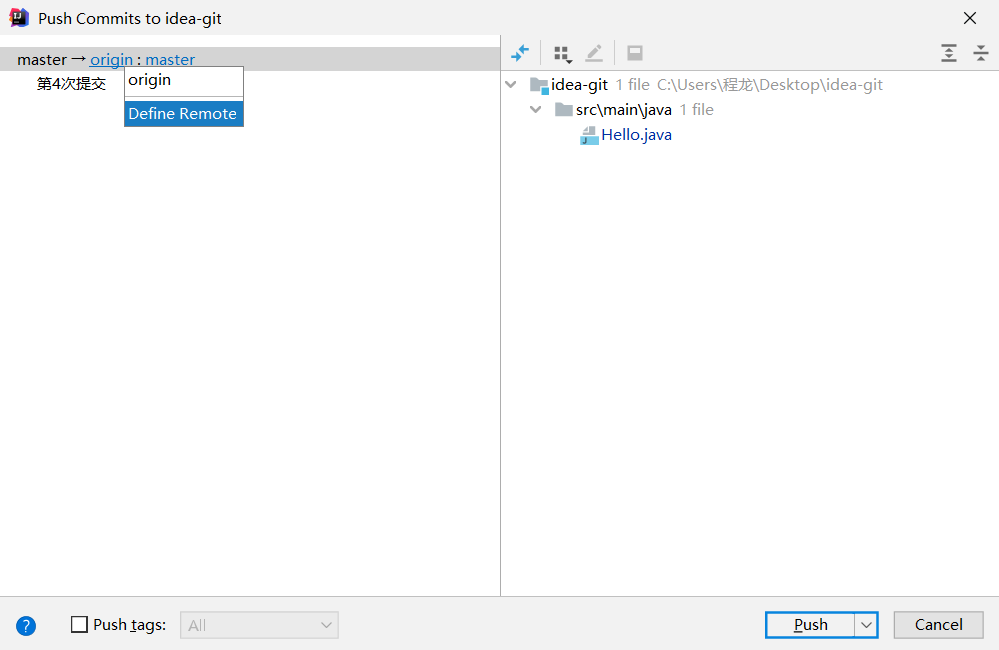 Push Commits to idea-git
master → origin : master
第4次提交
origin
Define Remote
idea-git 1 file C:\Users\程龙\Desktop\idea-git
src\main\java 1 file
Hello.java
? Push tags: All Push Cancel